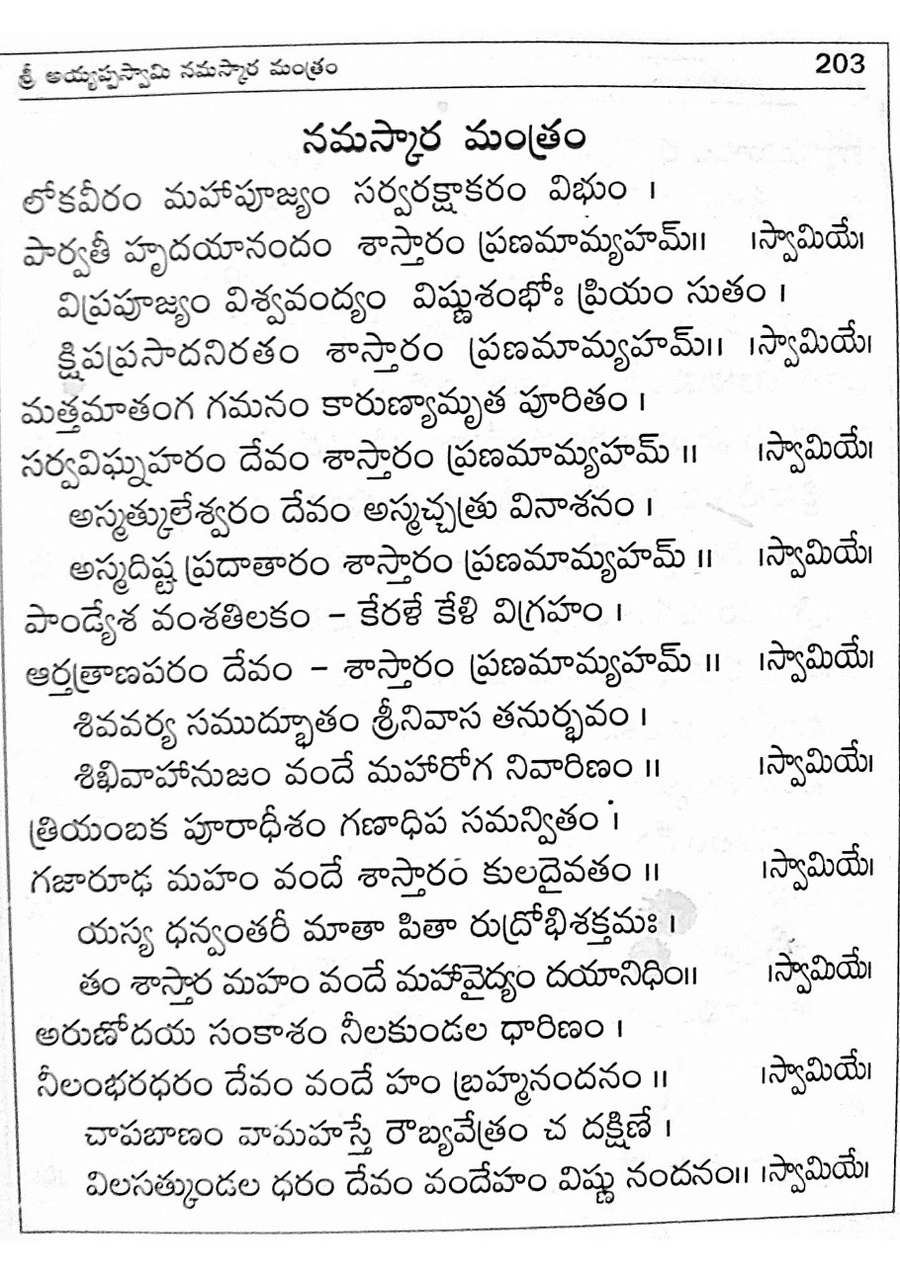 శ్రీ అయ్యప్పస్వామి నమస్కార మంత్రం 203
నమస్కార మంత్రం
లోకవీరం మహాపూజ్యం సర్వరక్షాకరం విభుం ।
పార్వతీ హృదయానందం శాస్తారం ప్రణమామ్యహమ్॥ ।స్వామియే।
విప్రపూజ్యం విశ్వవంద్యం విష్ణుశంభోః ప్రియం సుతం ।
క్షిప్రప్రసాదనిరతం శాస్తారం ప్రణమామ్యహమ్॥ ।స్వామియే।
మత్తమాతంగ గమనం కారుణ్యామృత పూరితం ।
సర్వవిఘ్నహరం దేవం శాస్తారం ప్రణమామ్యహమ్ ॥ ।స్వామియే।
అస్మత్కులేశ్వరం దేవం అస్మచ్చత్రు వినాశనం ।
అస్మదిష్ట ప్రదాతారం శాస్తారం ప్రణమామ్యహమ్ ॥ ।స్వామియే।
పాండ్యేశ వంశతిలకం – కేరళే కేళి విగ్రహం ।
ఆర్తత్రాణపరం దేవం – శాస్తారం ప్రణమామ్యహమ్ ॥ ।స్వామియే।
శివవర్య సముద్భూతం శ్రీనివాస తనుర్భవం ।
శిఖివాహానుజం వందే మహారోగ నివారిణం ॥ ।స్వామియే।
త్రియంబక పూరాధీశం గణాధిప సమన్వితం ।
గజారూఢ మహం వందే శాస్తారం కులదైవతం ॥ ।స్వామియే।
యస్య ధన్వంతరీ మాతా పితా రుద్రోభిశక్తమః ।
తం శాస్తార మహం వందే మహావైద్యం దయానిధిం॥ ।స్వామియే।
అరుణోదయ సంకాశం నీలకుండల ధారిణం ।
నీలంభరధరం దేవం వందే హం బ్రహ్మనందనం ॥ ।స్వామియే।
చాపబాణం వామహస్తే రౌబ్యవేత్రం చ దక్షిణే ।
విలసత్కుండల ధరం దేవం వందేహం విష్ణు నందనం॥ ।స్వామియే।